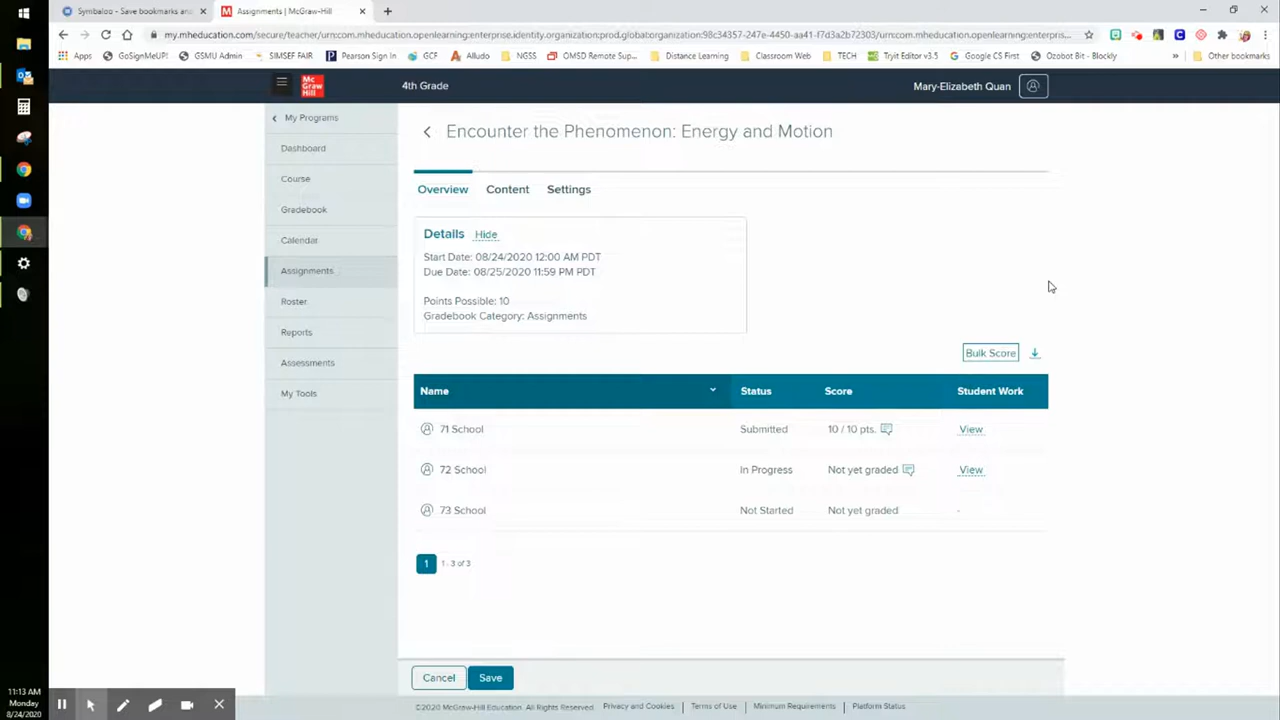 Symbaloo - Save bookmarks an
Assignments | McGraw-Hill
my.mheducation.com/secure/teacher/urn:com.mheducation.openlearning:enterprise.identity.organization:prod.globalorganization:98c34357-247e-4450-aa41-f7d3a2b72303/urn:com.mheducation.openlearning:enterpris...
Apps GoSignMeUP! GSMU Admin SIMSEF FAIR Pearson Sign In GCF Alludo NGSS OMSD Remote Sup... Distance Learning Classroom Web TECH Tryit Editor v3.5 Google CS First Ozobot Bit - Blockly » Other bookmarks
Mc Graw Hill
4th Grade
Mary-Elizabeth Quan
My Programs
Dashboard
Course
Gradebook
Calendar
Assignments
Roster
Reports
Assessments
My Tools
Encounter the Phenomenon: Energy and Motion
Overview Content Settings
Details Hide
Start Date: 08/24/2020 12:00 AM PDT
Due Date: 08/25/2020 11:59 PM PDT
Points Possible: 10
Gradebook Category: Assignments
Bulk Score
Name Status Score Student Work
71 School Submitted 10 / 10 pts. View
72 School In Progress Not yet graded View
73 School Not Started Not yet graded -
1 1 - 3 of 3
Cancel Save
©2020 McGraw-Hill Education. All Rights Reserved. Privacy and Cookies Terms of Use Minimum Requirements Platform Status
11:13 AM
Monday
8/24/2020